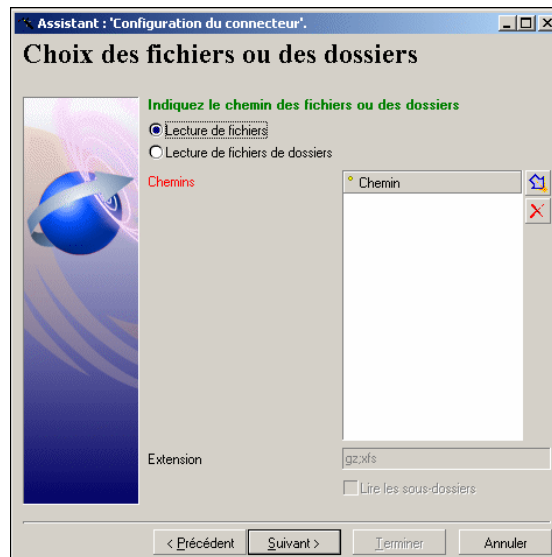 Assistant : 'Configuration du connecteur'.
Choix des fichiers ou des dossiers
Indiquez le chemin des fichiers ou des dossiers
Lecture de fichiers
Lecture de fichiers de dossiers
Chemins
Chemin
Extension
gz;xfs
Lire les sous-dossiers
< Précédent
Suivant >
Terminer
Annuler